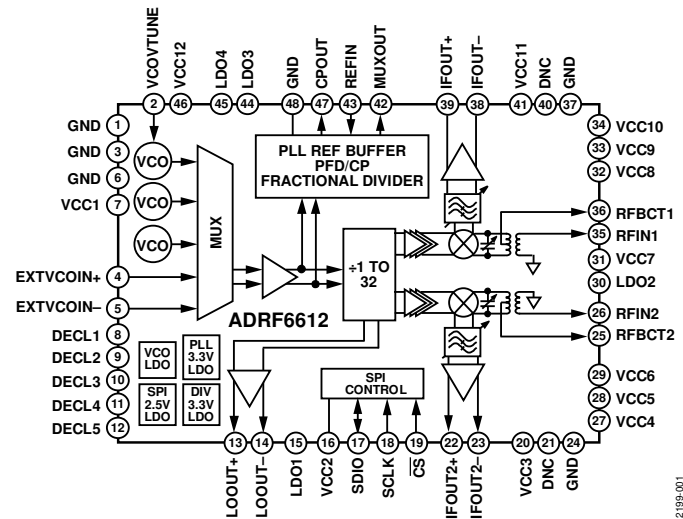 VCOVTUNE
VCC12
LDO4
LDO3
GND
CPOUT
REFIN
MUXOUT
IFOUT+
IFOUT–
VCC11
DNC
GND
2
46
45
44
48
47
43
42
39
38
41
40
37
GND 1
GND 3
GND 6
VCC1 7
EXTVCOIN+ 4
EXTVCOIN– 5
DECL1 8
DECL2 9
DECL3 10
DECL4 11
DECL5 12
VCO
VCO
VCO
MUX
PLL REF BUFFER
PFD/CP
FRACTIONAL DIVIDER
÷1 TO
32
ADRF6612
VCO
LDO
PLL
3.3V
LDO
SPI
2.5V
LDO
DIV
3.3V
LDO
SPI
CONTROL
34 VCC10
33 VCC9
32 VCC8
36 RFBCT1
35 RFIN1
31 VCC7
30 LDO2
26 RFIN2
25 RFBCT2
29 VCC6
28 VCC5
27 VCC4
13
14
15
16
17
18
19
22
23
20
21
24
LOOUT+
LOOUT–
LDO1
VCC2
SDIO
SCLK
CS
IFOUT2+
IFOUT2–
VCC3
DNC
GND
2199-001